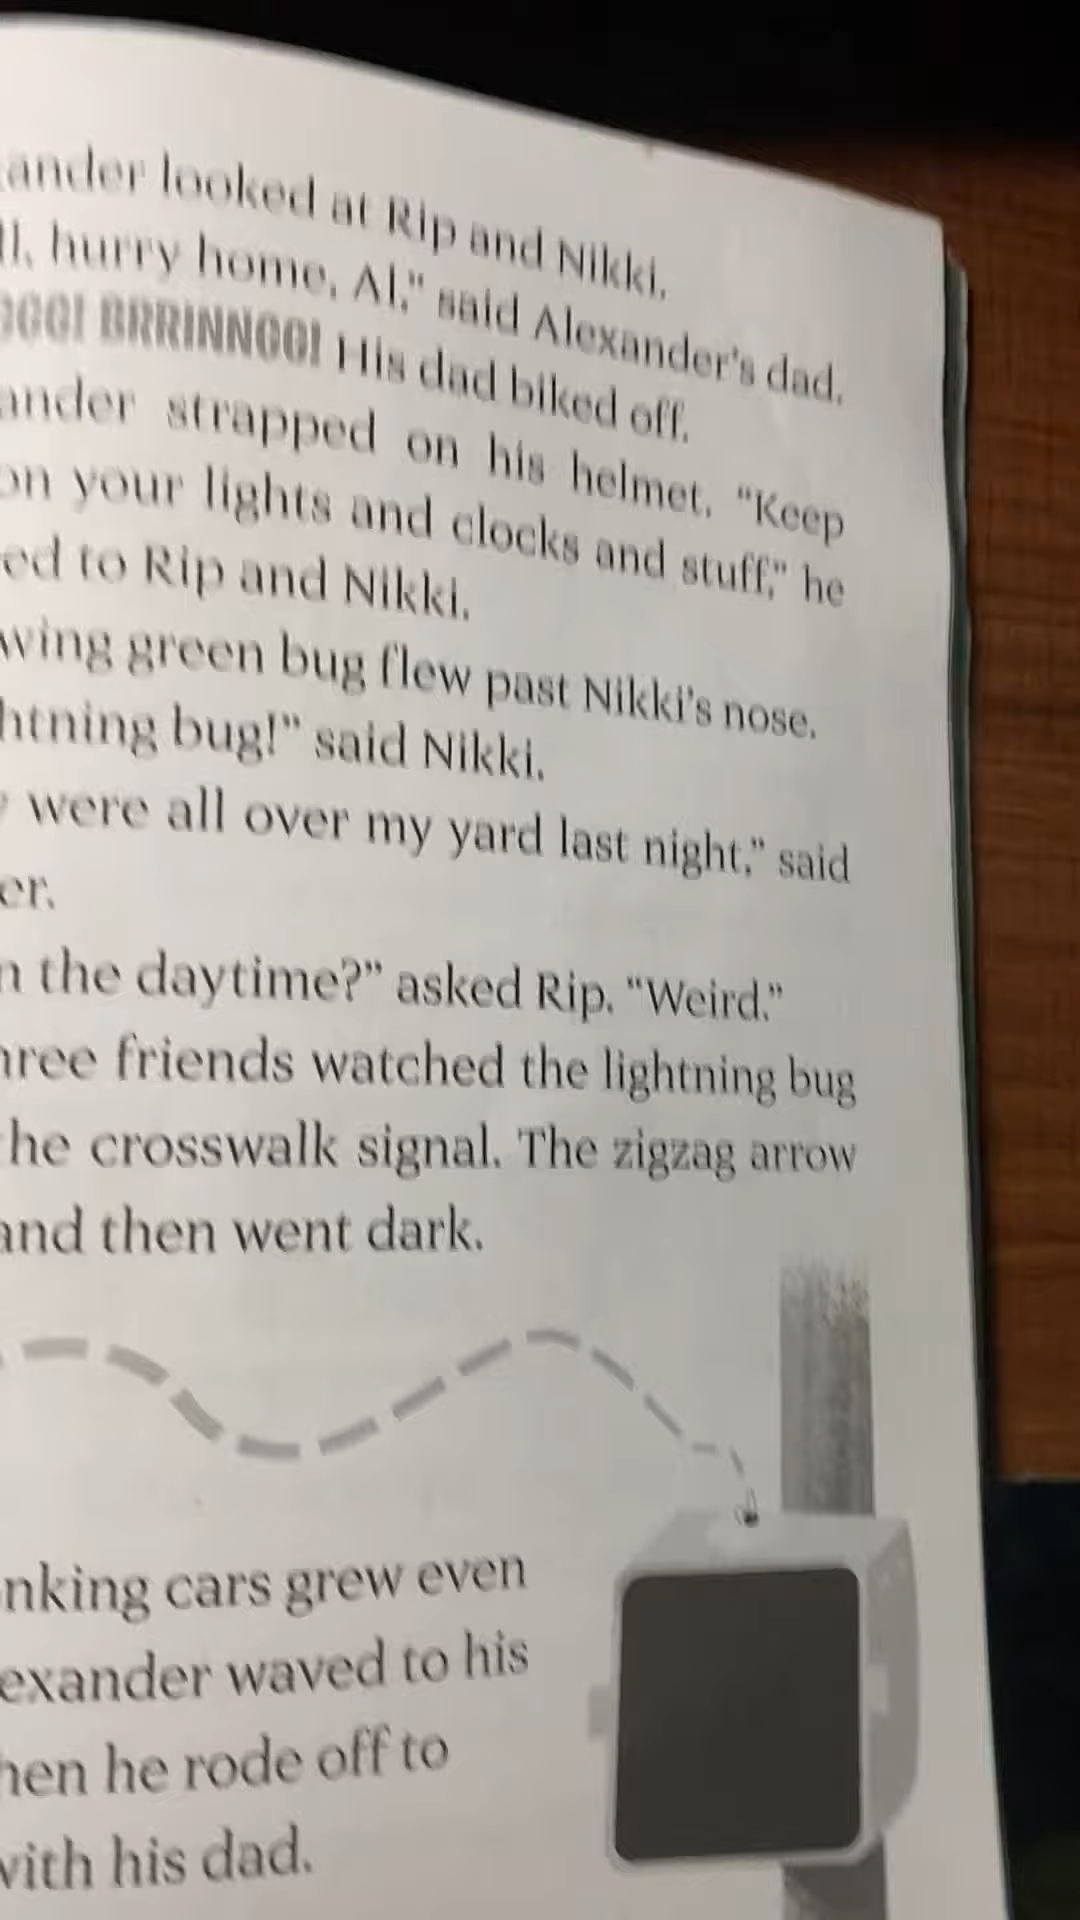 ander looked at Rip and Nikki.
ll, hurry home, Al," said Alexander's dad.
GGG! BRRINNGGG! His dad biked off.
ander strapped on his helmet. "Keep
on your lights and clocks and stuff," he
ed to Rip and Nikki.
wing green bug flew past Nikki's nose.
htning bug!" said Nikki.
were all over my yard last night," said
er.
n the daytime?" asked Rip. "Weird."
hree friends watched the lightning bug
he crosswalk signal. The zigzag arrow
and then went dark.
nking cars grew even
exander waved to his
hen he rode off to
with his dad.